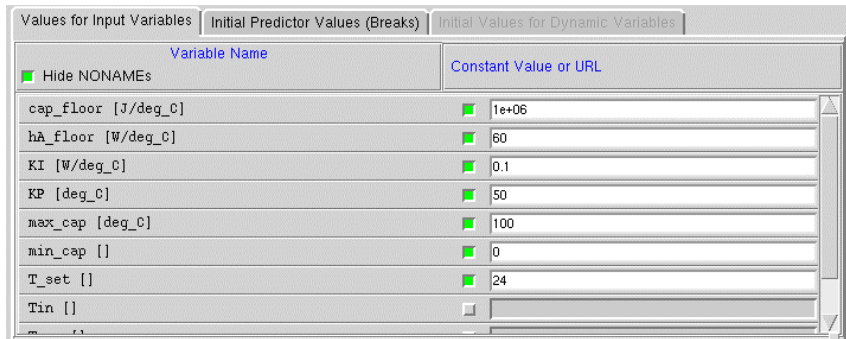 Values for Input Variables Initial Predictor Values (Breaks) Initial Values for Dynamic Variables
Variable Name
Hide NONAMEs
Constant Value or URL
cap_floor [J/deg_C] 1e+06
hA_floor [W/deg_C] 60
KI [W/deg_C] 0.1
KP [deg_C] 50
max_cap [deg_C] 100
min_cap [] 0
T_set [] 24
Tin []